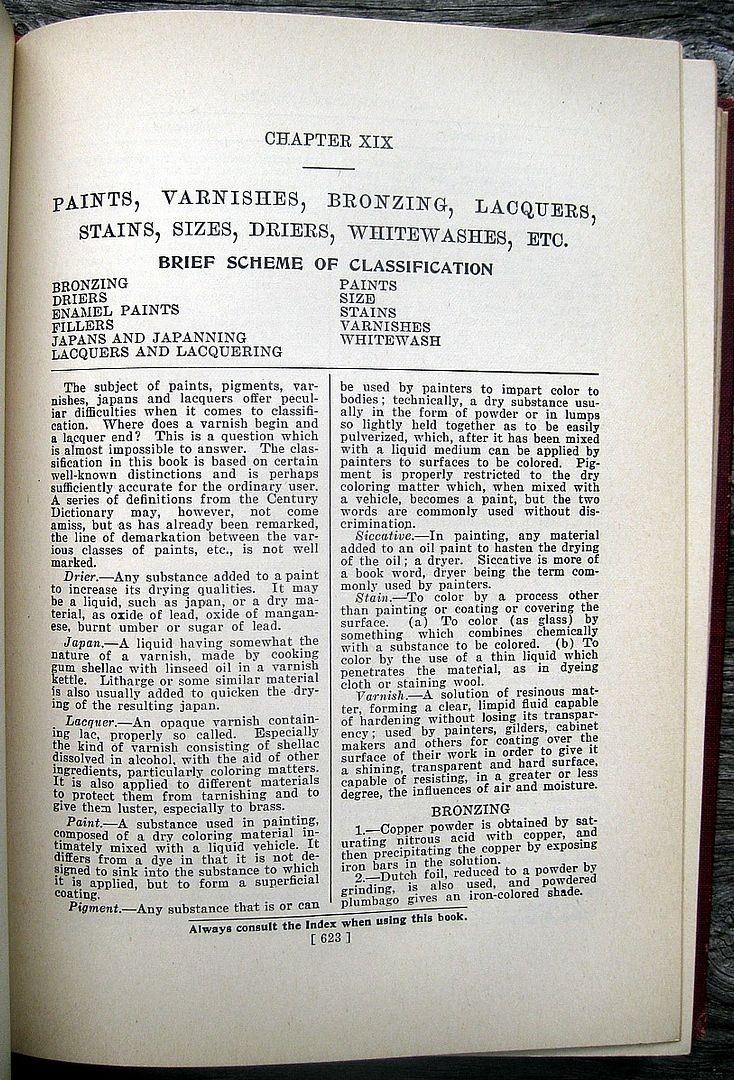 CHAPTER XIX
PAINTS, VARNISHES, BRONZING, LACQUERS,
STAINS, SIZES, DRIERS, WHITEWASHES, ETC.
BRIEF SCHEME OF CLASSIFICATION
BRONZING
DRIERS
ENAMEL PAINTS
FILLERS
JAPANS AND JAPANNING
LACQUERS AND LACQUERING
PAINTS
SIZE
STAINS
VARNISHES
WHITEWASH
The subject of paints, pigments, var-
nishes, japans and lacquers offer pecul-
iar difficulties when it comes to classifi-
cation. Where does a varnish begin and
a lacquer end? This is a question which
is almost impossible to answer. The clas-
sification in this book is based on certain
well-known distinctions and is perhaps
sufficiently accurate for the ordinary user.
A series of definitions from the Century
Dictionary may, however, not come
amiss, but as has already been remarked,
the line of demarkation between the var-
ious classes of paints, etc., is not well
marked.
Drier.—Any substance added to a paint
to increase its drying qualities. It may
be a liquid, such as japan, or a dry ma-
terial, as oxide of lead, oxide of mangan-
ese, burnt umber or sugar of lead.
Japan.—A liquid having somewhat the
nature of a varnish, made by cooking
gum shellac with linseed oil in a varnish
kettle. Litharge or some similar material
is also usually added to quicken the dry-
ing of the resulting japan.
Lacquer.—An opaque varnish contain-
ing lac, properly so called. Especially
the kind of varnish consisting of shellac
dissolved in alcohol, with the aid of other
ingredients, particularly coloring matters.
It is also applied to different materials
to protect them from tarnishing and to
give them luster, especially to brass.
Paint.—A substance used in painting,
composed of a dry coloring material in-
timately mixed with a liquid vehicle. It
differs from a dye in that it is not de-
signed to sink into the substance to which
it is applied, but to form a superficial
coating.
Pigment.—Any substance that is or can
be used by painters to impart color to
bodies; technically, a dry substance usu-
ally in the form of powder or in lumps
so lightly held together as to be easily
pulverized, which, after it has been mixed
with a liquid medium can be applied by
painters to surfaces to be colored. Pig-
ment is properly restricted to the dry
coloring matter which, when mixed with
a vehicle, becomes a paint, but the two
words are commonly used without dis-
crimination.
Siccative.—In painting, any material
added to an oil paint to hasten the drying
of the oil; a dryer. Siccative is more of
a book word, dryer being the term com-
monly used by painters.
Stain.—To color by a process other
than painting or coating or covering the
surface. (a) To color (as glass) by
something which combines chemically
with a substance to be colored. (b) To
color by the use of a thin liquid which
penetrates the material, as in dyeing
cloth or staining wool.
Varnish.—A solution of resinous mat-
ter, forming a clear, limpid fluid capable
of hardening without losing its transpar-
ency; used by painters, gilders, cabinet
makers and others for coating over the
surface of their work in order to give it
a shining, transparent and hard surface,
capable of resisting, in a greater or less
degree, the influences of air and moisture.
BRONZING
1.—Copper powder is obtained by sat-
urating nitrous acid with copper, and
then precipitating the copper by exposing
iron bars in the solution.
2.—Dutch foil, reduced to a powder by
grinding, is also used, and powdered
plumbago gives an iron-colored shade.
Always consult the Index when using this book.
[ 623 ]